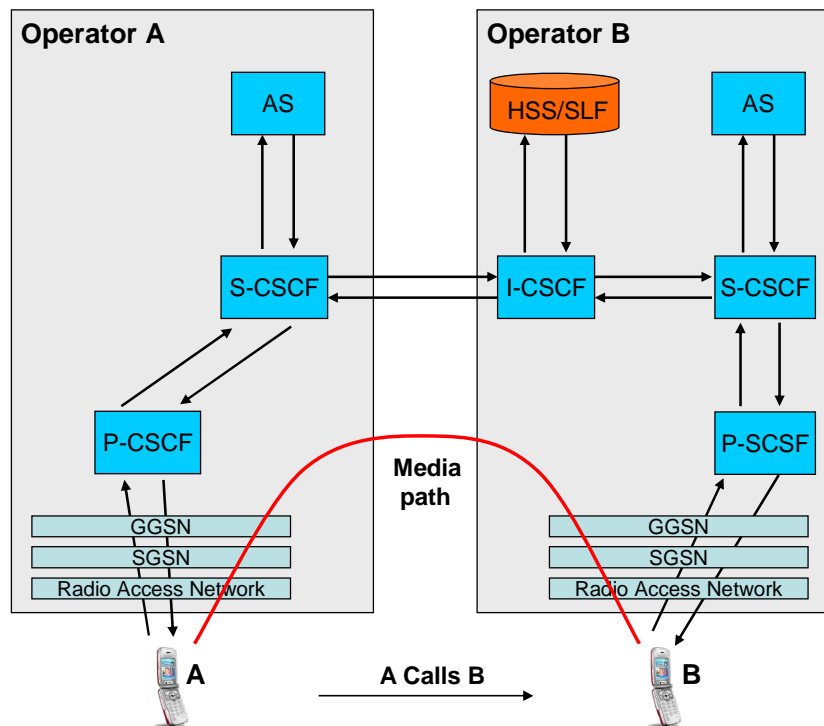 Operator A
Operator B
AS
HSS/SLF
AS
S-CSCF
I-CSCF
S-CSCF
P-CSCF
P-SCSF
Media
path
GGSN
GGSN
SGSN
SGSN
Radio Access Network
Radio Access Network
A
A Calls B
B